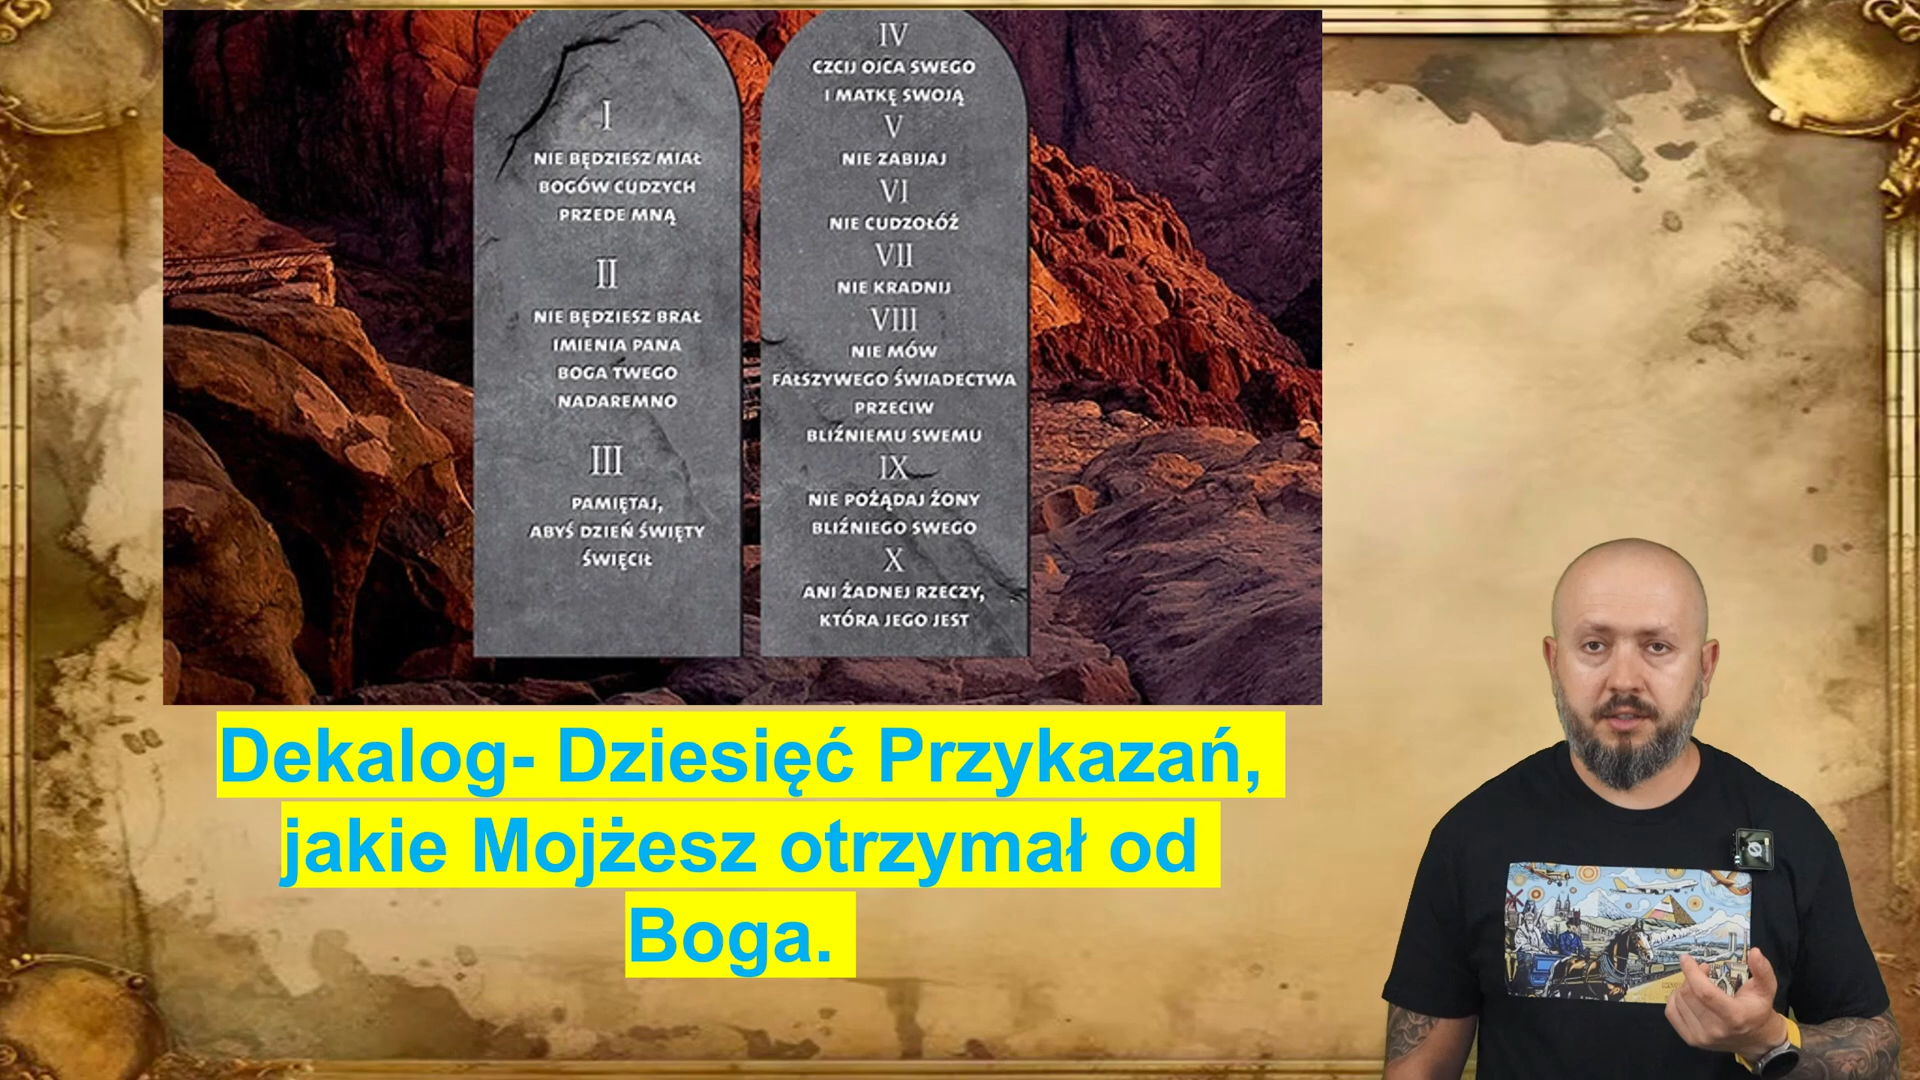 I
NIE BĘDZIESZ MIAŁ
BOGÓW CUDZYCH
PRZEDE MNĄ
II
NIE BĘDZIESZ BRAŁ
IMIENIA PANA
BOGA TWEGO
NADAREMNO
III
PAMIĘTAJ,
ABYŚ DZIEŃ ŚWIĘTY
ŚWIĘCIŁ
IV
CZCIJ OJCA SWEGO
I MATKĘ SWOJĄ
V
NIE ZABIJAJ
VI
NIE CUDZOŁÓŹ
VII
NIE KRADNIJ
VIII
NIE MÓW
FAŁSZYWEGO ŚWIADECTWA
PRZECIW
BLIŹNIEMU SWEMU
IX
NIE POŻĄDAJ ŻONY
BLIŹNIEGO SWEGO
X
ANI ŻADNEJ RZECZY,
KTÓRA JEGO JEST
Dekalog- Dziesięć Przykazań,
jakie Mojżesz otrzymał od
Boga.